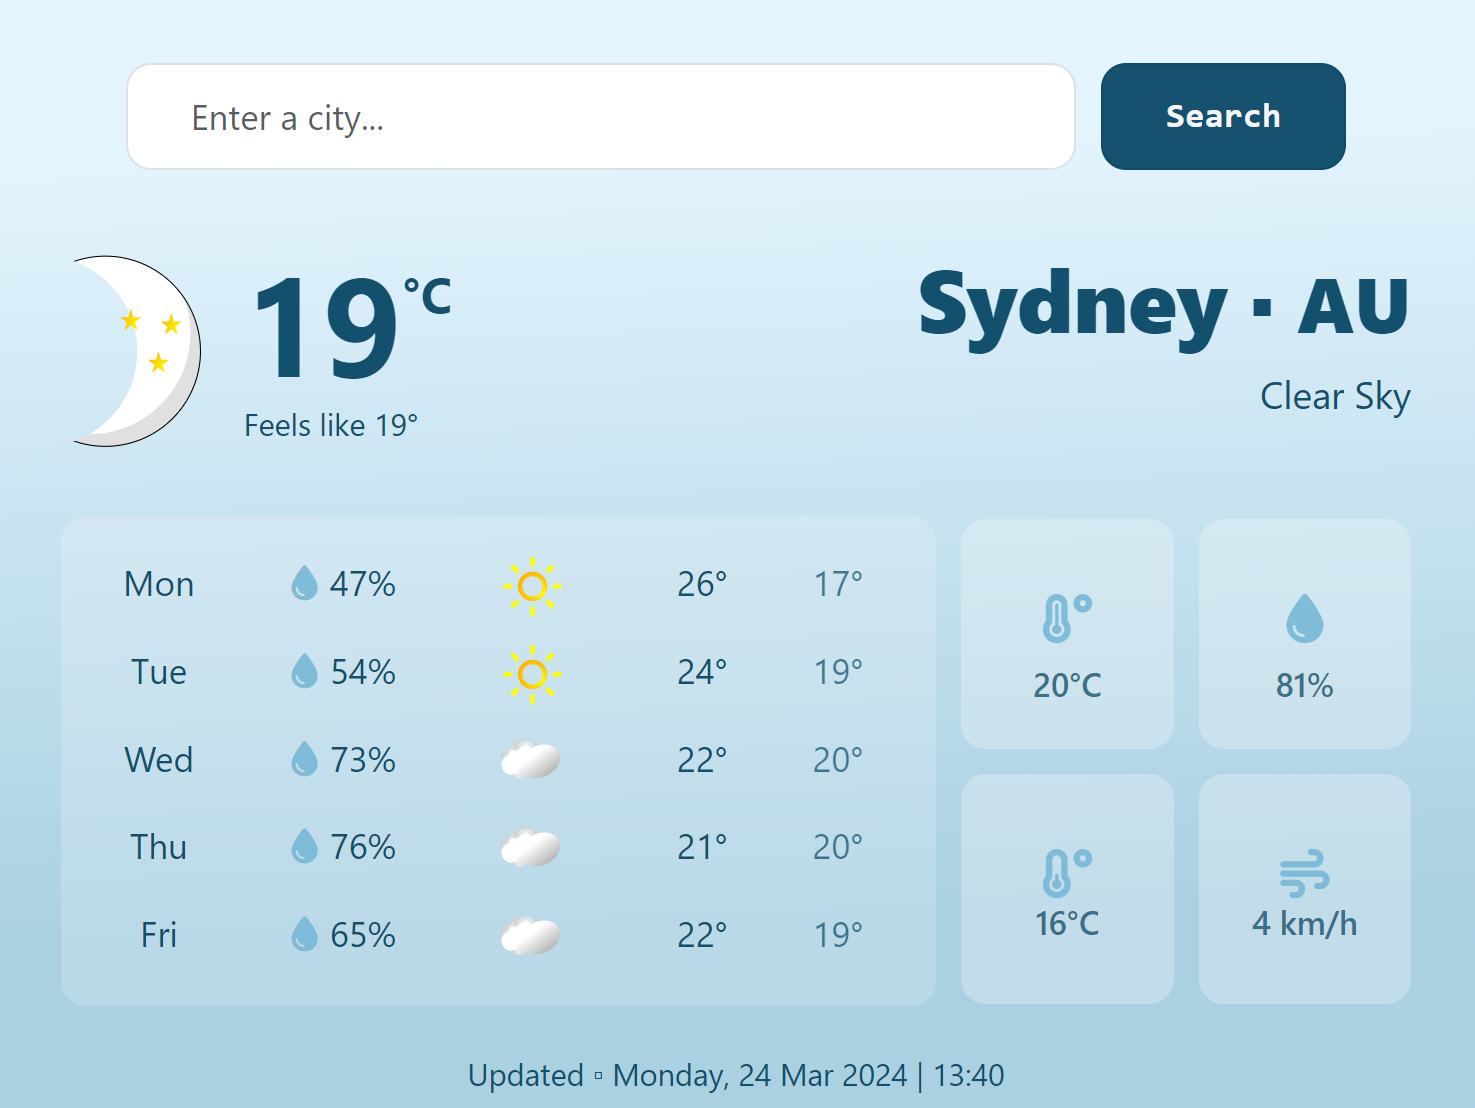 Enter a city...
Search
19°C
Feels like 19°
Sydney · AU
Clear Sky
Mon 47% 26° 17°
Tue 54% 24° 19°
Wed 73% 22° 20°
Thu 76% 21° 20°
Fri 65% 22° 19°
20°C
81%
16°C
4 km/h
Updated ▫ Monday, 24 Mar 2024 | 13:40